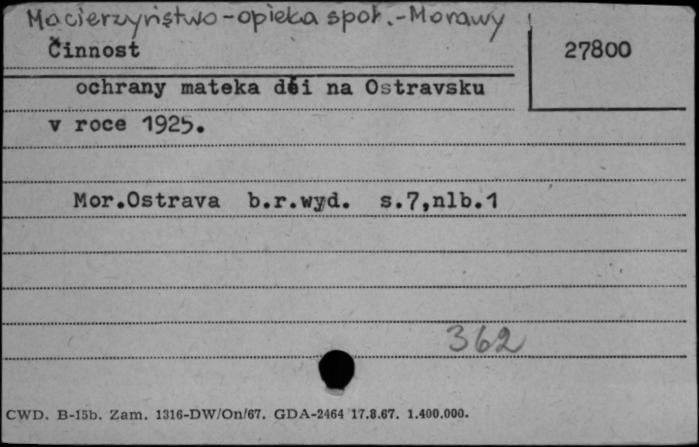 Macierzyństwo-opieka społ.-Morawy
Činnost
27800
ochrany mateka děi na Ostravsku
v roce 1925.
Mor.Ostrava b.r.wyd. s.7,nlb.1
362
CWD. B-15b. Zam. 1316-DW/On/67. GDA-2464 17.8.67. 1.400.000.